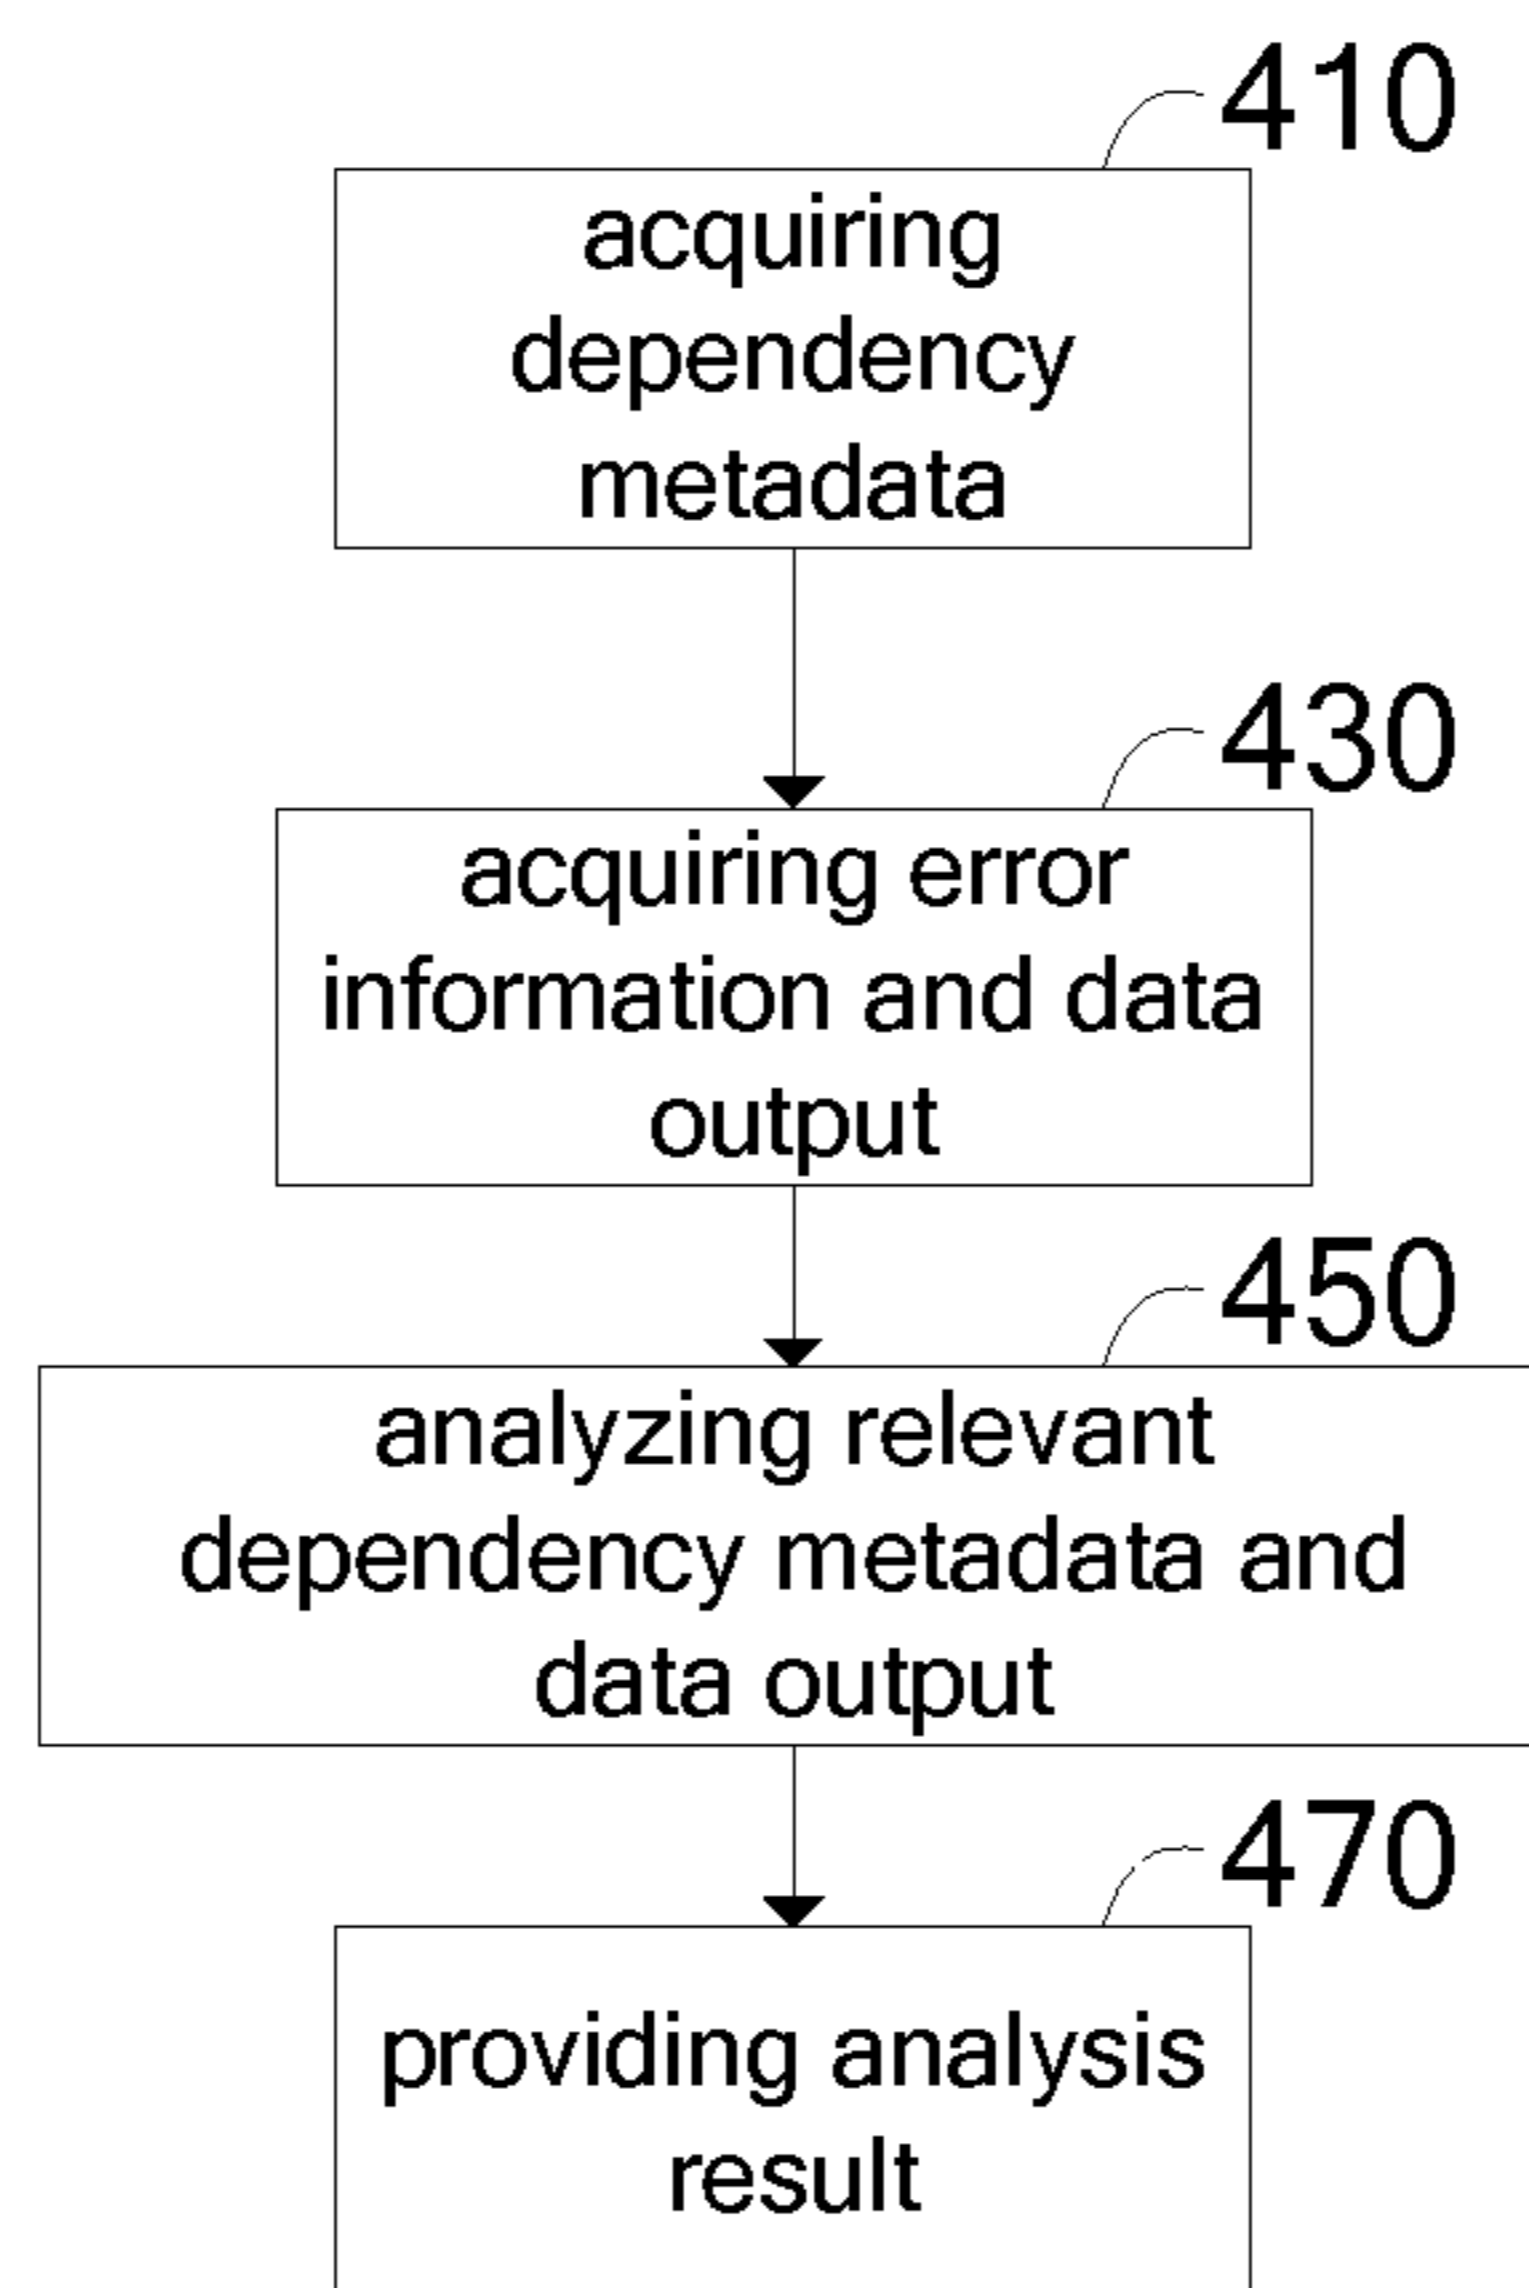 410
acquiring
dependency
metadata
430
acquiring error
information and data
output
450
analyzing relevant
dependency metadata and
data output
470
providing analysis
result